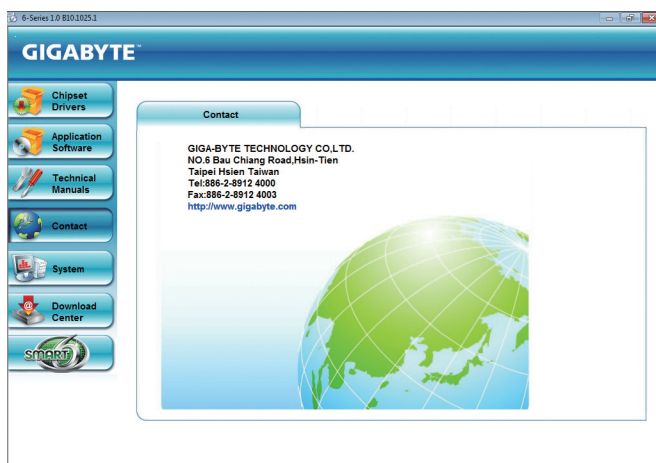 6-Series 1.0 B10.1025.1
GIGABYTE™
Chipset
Drivers
Application
Software
Technical
Manuals
Contact
System
Download
Center
SMART 6
Contact
GIGA-BYTE TECHNOLOGY CO,LTD.
NO.6 Bau Chiang Road,Hsin-Tien
Taipei Hsien Taiwan
Tel:886-2-8912 4000
Fax:886-2-8912 4003
http://www.gigabyte.com